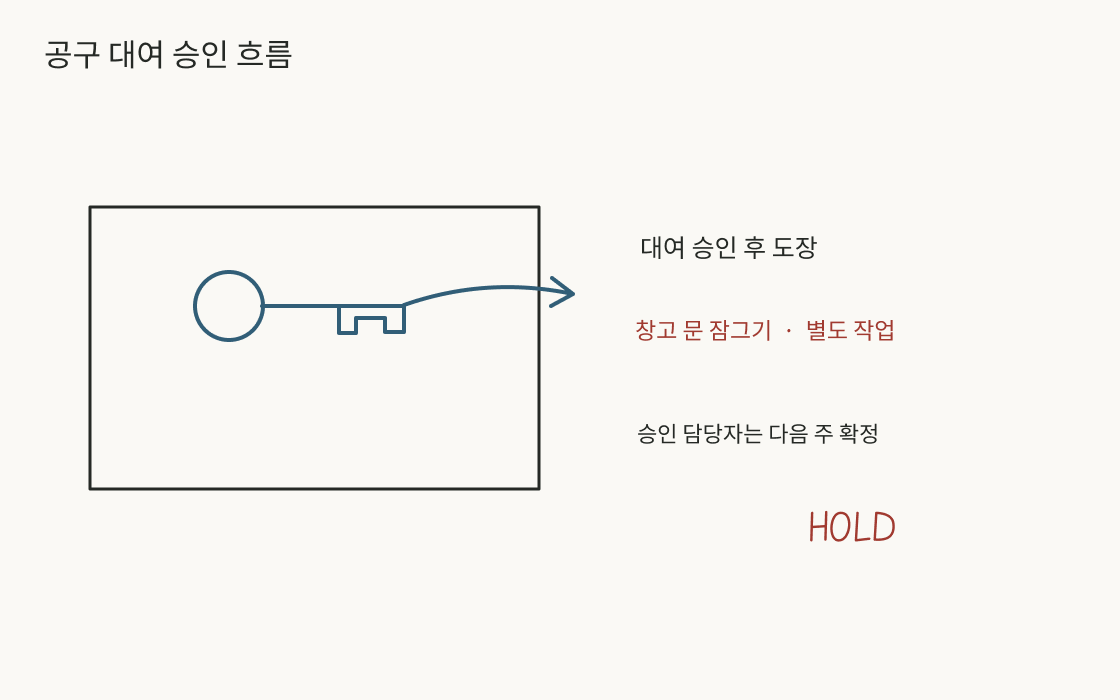 공구 대여 승인 흐름
대여 승인 후 도장
창고 문 잠그기 · 별도 작업
승인 담당자는 다음 주 확정
HOLD